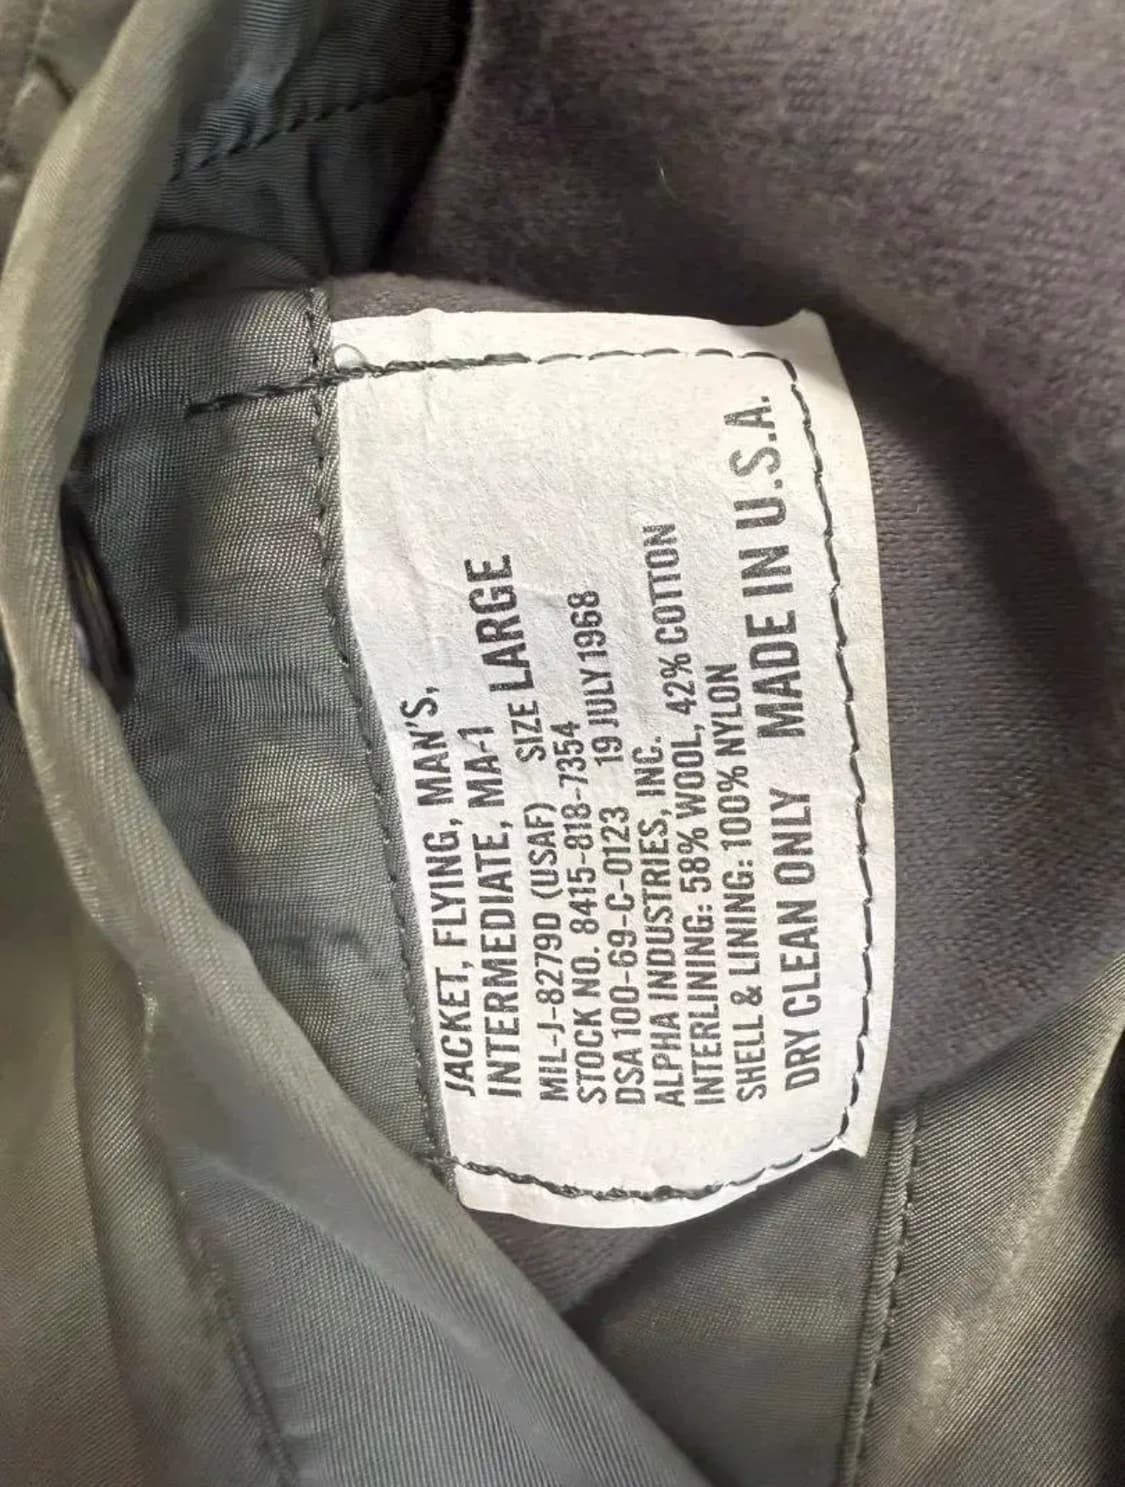 JACKET, FLYING, MAN'S,
INTERMEDIATE, MA-1
MIL-J-8279D (USAF) SIZE LARGE
STOCK NO. 8415-818-7354
DSA 100-69-C-0123 19 JULY 1968
ALPHA INDUSTRIES, INC.
INTERLINING: 58% WOOL, 42% COTTON
SHELL & LINING: 100% NYLON
DRY CLEAN ONLY MADE IN U.S.A.